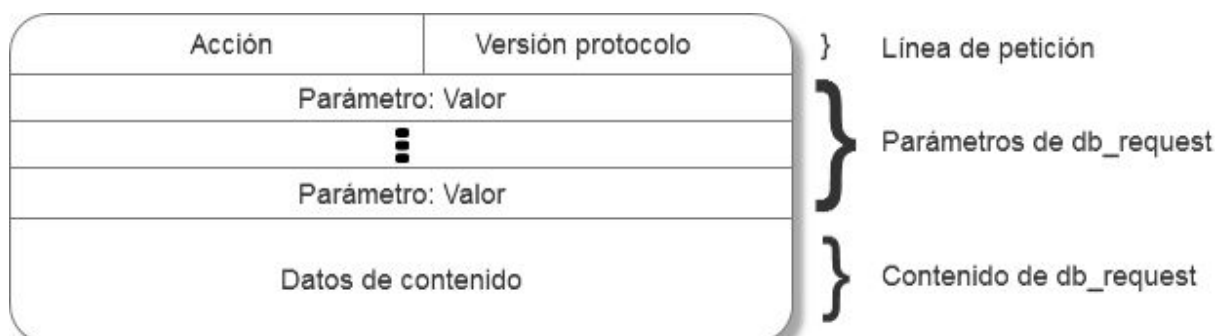 Acción Versión protocolo } Línea de petición
Parámetro: Valor
Parámetros de db_request
Parámetro: Valor
Datos de contenido
Contenido de db_request